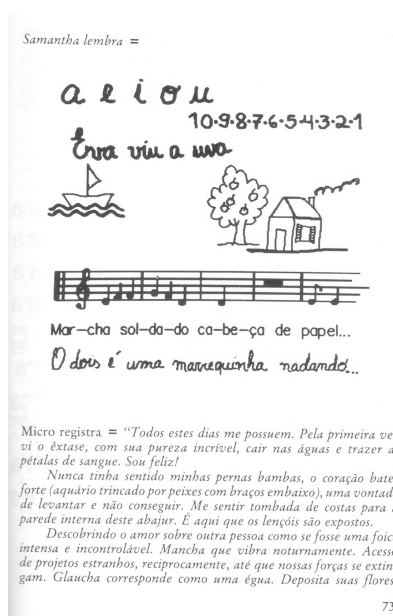 Samantha lembra =
a e i o u
10·9·8·7·6·5·4·3·2·1
Evva viu a uva
Mar—cha sol-da-do ca-be-ça de papel...
O dois é uma marrequinha nadando...
Micro registra = "Todos estes dias me possuem. Pela primeira ve
vi o êxtase, com sua pureza incrível, cair nas águas e trazer a
pétalas de sangue. Sou feliz!
Nunca tinha sentido minhas pernas bambas, o coração bate
forte (aquário trincado por peixes com braços embaixo), uma vontad
de levantar e não conseguir. Me sentir tombada de costas para
parede interna deste abajur. É aqui que os lençóis são expostos.
Descobrindo o amor sobre outra pessoa como se fosse uma foic
intensa e incontrolável. Mancha que vibra noturnamente. Acess
de projetos estranhos, reciprocamente, até que nossas forças se extin
gam. Glaucha corresponde como uma égua. Deposita suas flores
73